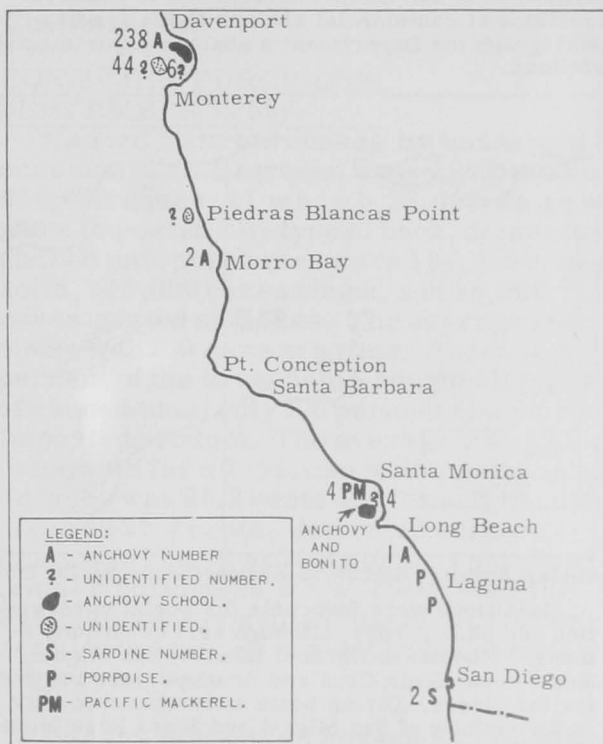 Davenport
238 A
44 ? 6 ?
Monterey
? Piedras Blancas Point
2 A Morro Bay
Pt. Conception
Santa Barbara
Santa Monica
4 PM ? 4
ANCHOVY
AND
BONITO
Long Beach
1 A
Laguna
P
P
San Diego
2 S
LEGEND:
A - ANCHOVY NUMBER
? - UNIDENTIFIED NUMBER.
- ANCHOVY SCHOOL.
- UNIDENTIFIED.
S - SARDINE NUMBER.
P - PORPOISE.
PM - PACIFIC MACKEREL.